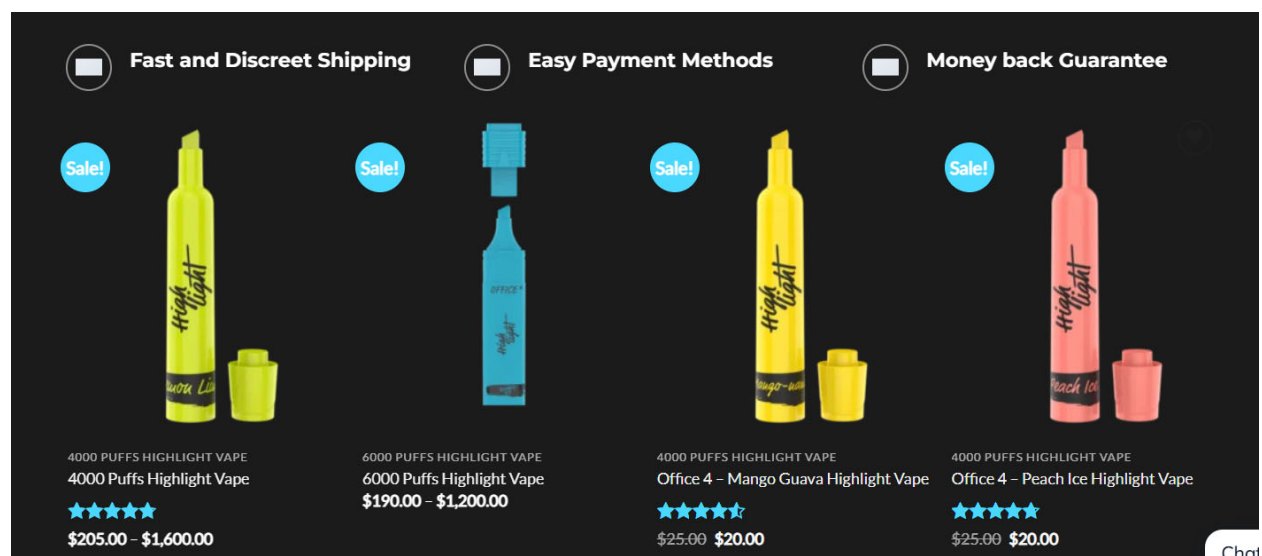 Fast and Discreet Shipping
Easy Payment Methods
Money back Guarantee
Sale!
Sale!
Sale!
Sale!
High
light
OFFICE
High
light
High
light
High
light
Peach Ice
4000 PUFFS HIGHLIGHT VAPE
4000 Puffs Highlight Vape
$205.00 – $1,600.00
6000 PUFFS HIGHLIGHT VAPE
6000 Puffs Highlight Vape
$190.00 – $1,200.00
4000 PUFFS HIGHLIGHT VAPE
Office 4 – Mango Guava Highlight Vape
$25.00 $20.00
4000 PUFFS HIGHLIGHT VAPE
Office 4 – Peach Ice Highlight Vape
$25.00 $20.00
Chat